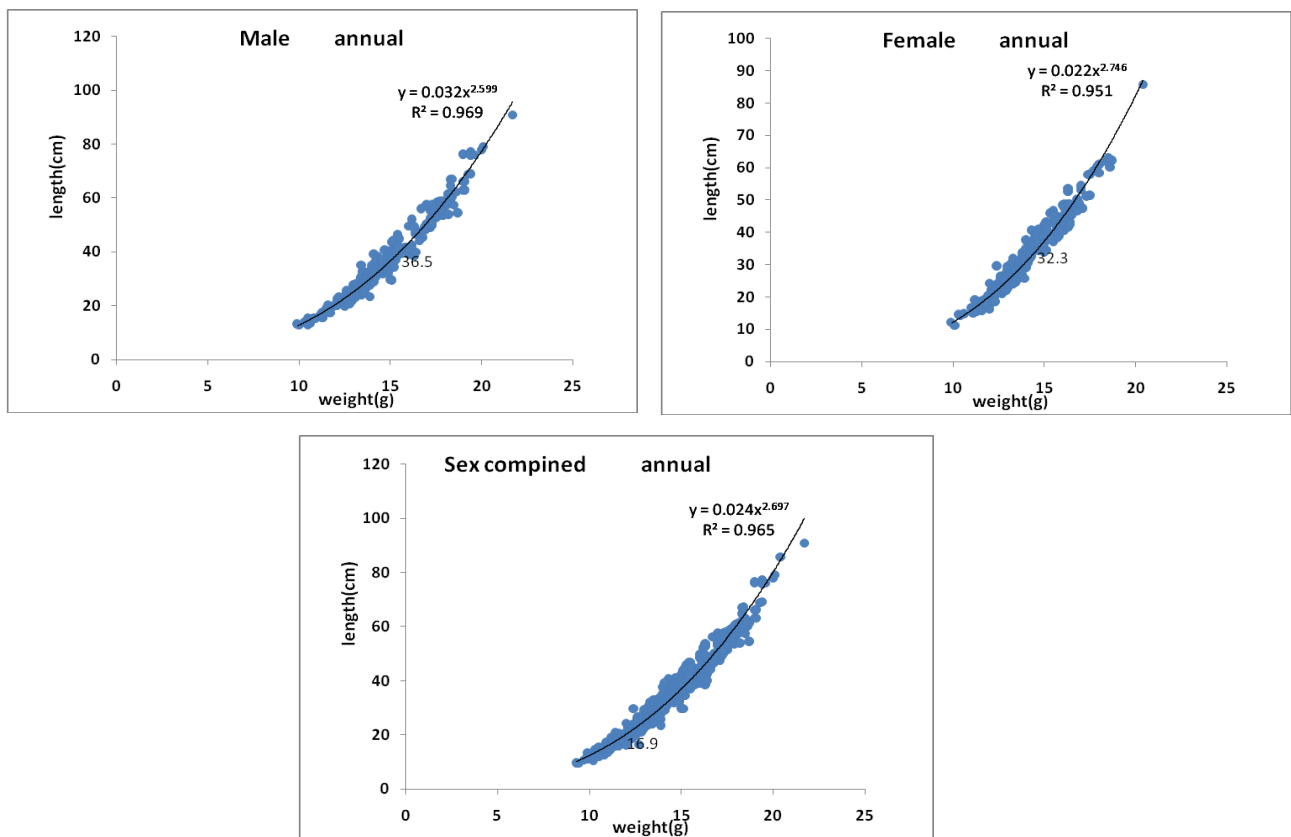 Male annual
120
100
80
60
40
20
0
length(cm)
y = 0.032x^2.599
R² = 0.969
36.5
0 5 10 15 20 25
weight(g)
Female annual
100
90
80
70
60
50
40
30
20
10
0
length(cm)
y = 0.022x^2.746
R² = 0.951
32.3
0 5 10 15 20 25
weight(g)
Sex compined annual
120
100
80
60
40
20
0
length(cm)
y = 0.024x^2.697
R² = 0.965
16.9
0 5 10 15 20 25
weight(g)